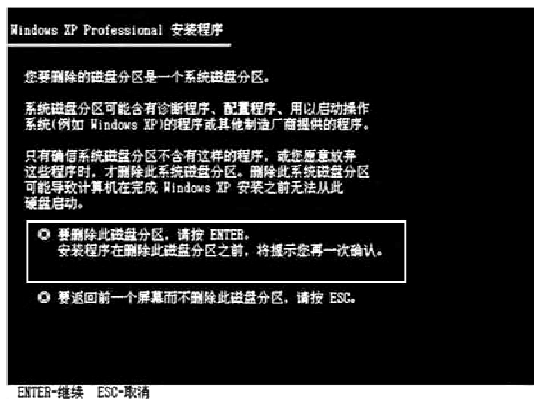 Windows XP Professional 安装程序
您要删除的磁盘分区是一个系统磁盘分区。
系统磁盘分区可能含有诊断程序、配置程序、用以启动操作
系统(例如 Windows XP)的程序或其他制造厂商提供的程序。
只有确信系统磁盘分区不含有这样的程序，或您愿意放弃
这些程序时，才删除此系统磁盘分区。删除此系统磁盘分区
可能导致计算机在完成 Windows XP 安装之前无法从此
硬盘启动。
要删除此磁盘分区，请按 ENTER。
安装程序在删除此磁盘分区之前，将提示您再一次确认。
要返回前一个屏幕而不删除此磁盘分区，请按 ESC。
ENTER=继续 ESC=取消